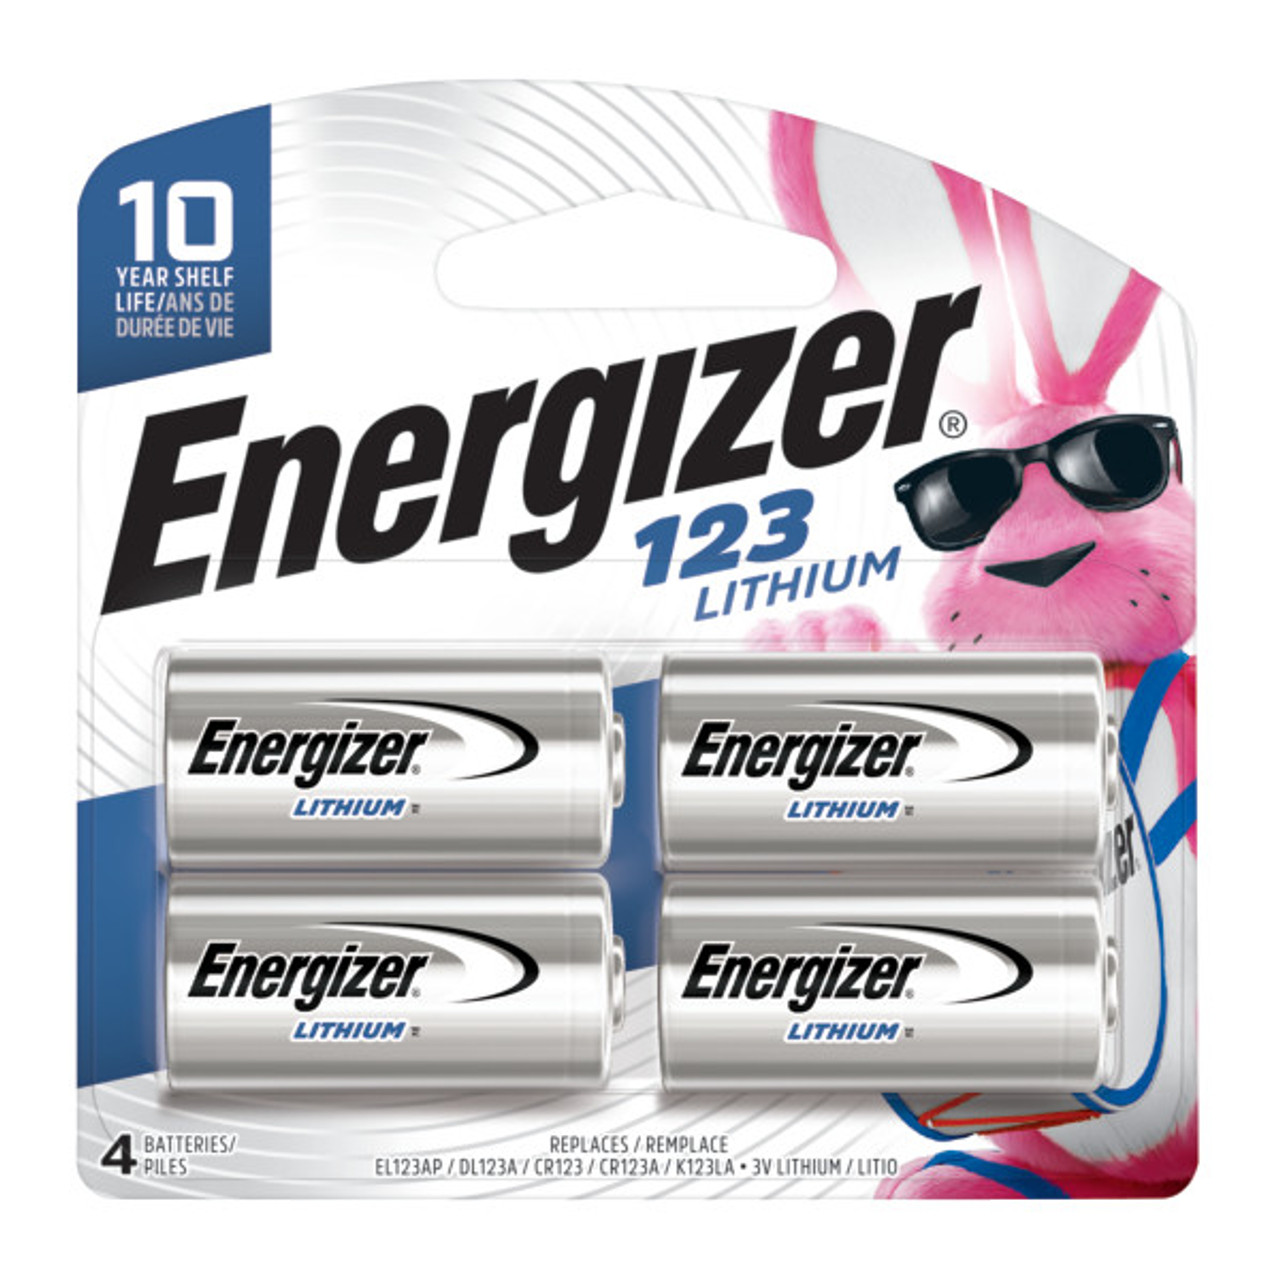 10
YEAR SHELF
LIFE/ANS DE
DURÉE DE VIE
Energizer®
123
LITHIUM
Energizer®
LITHIUM
Energizer®
LITHIUM
er
Energizer®
LITHIUM
Energizer®
LITHIUM
4 BATTERIES/
PILES
REPLACES / REMPLACE
EL123AP / DL123A / CR123 / CR123A / K123LA • 3V LITHIUM / LITIO